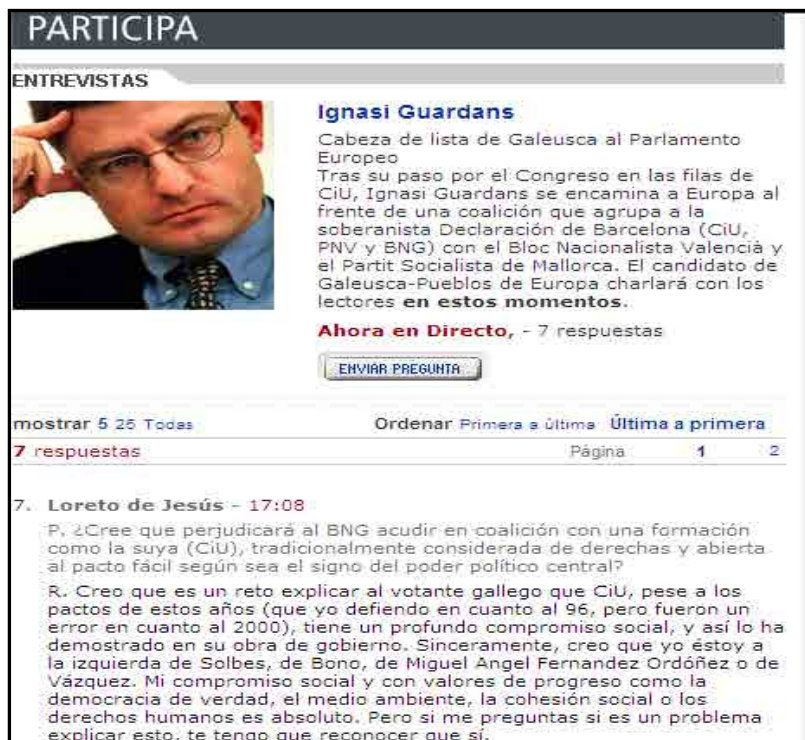 PARTICIPA
ENTREVISTAS
Ignasi Guardans
Cabeza de lista de Galeusca al Parlamento
Europeo
Tras su paso por el Congreso en las filas de
CiU, Ignasi Guardans se encamina a Europa al
frente de una coalición que agrupa a la
soberanista Declaración de Barcelona (CiU,
PNV y BNG) con el Bloc Nacionalista Valencià y
el Partit Socialista de Mallorca. El candidato de
Galeusca-Pueblos de Europa charlará con los
lectores en estos momentos.
Ahora en Directo, - 7 respuestas
ENVIAR PREGUNTA
mostrar 5 25 Todas Ordenar Primera a última Última a primera
7 respuestas Página 1 2
7. Loreto de Jesús - 17:08
P. ¿Cree que perjudicará al BNG acudir en coalición con una formación
como la suya (CiU), tradicionalmente considerada de derechas y abierta
al pacto fácil según sea el signo del poder político central?
R. Creo que es un reto explicar al votante gallego que CiU, pese a los
pactos de estos años (que yo defiendo en cuanto al 96, pero fueron un
error en cuanto al 2000), tiene un profundo compromiso social, y así lo ha
demostrado en su obra de gobierno. Sinceramente, creo que yo éstoy a
la izquierda de Solbes, de Bono, de Miguel Angel Fernandez Ordóñez o de
Vázquez. Mi compromiso social y con valores de progreso como la
democracia de verdad, el medio ambiente, la cohesión social o los
derechos humanos es absoluto. Pero si me preguntas si es un problema
explicar esto, te tengo que reconocer que sí.